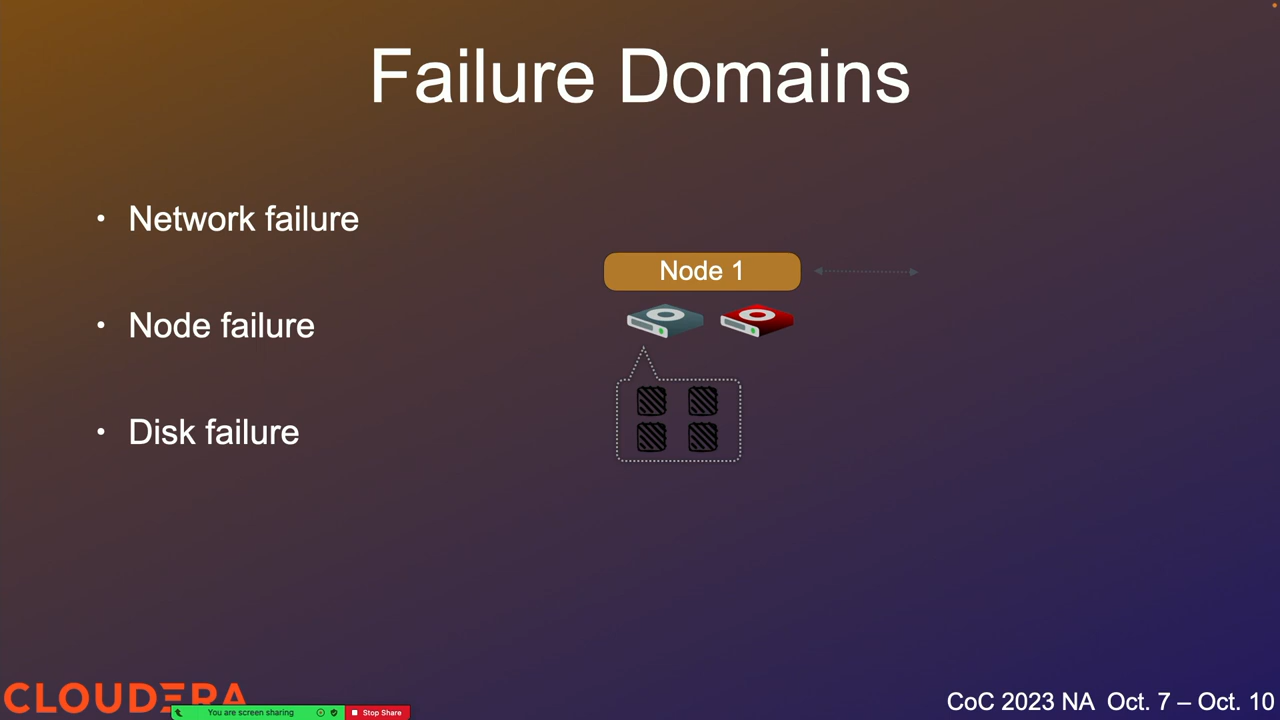 Failure Domains
• Network failure
• Node failure
• Disk failure
Node 1
CLOUDERA
You are screen sharing
Stop Share
CoC 2023 NA Oct. 7 – Oct. 10